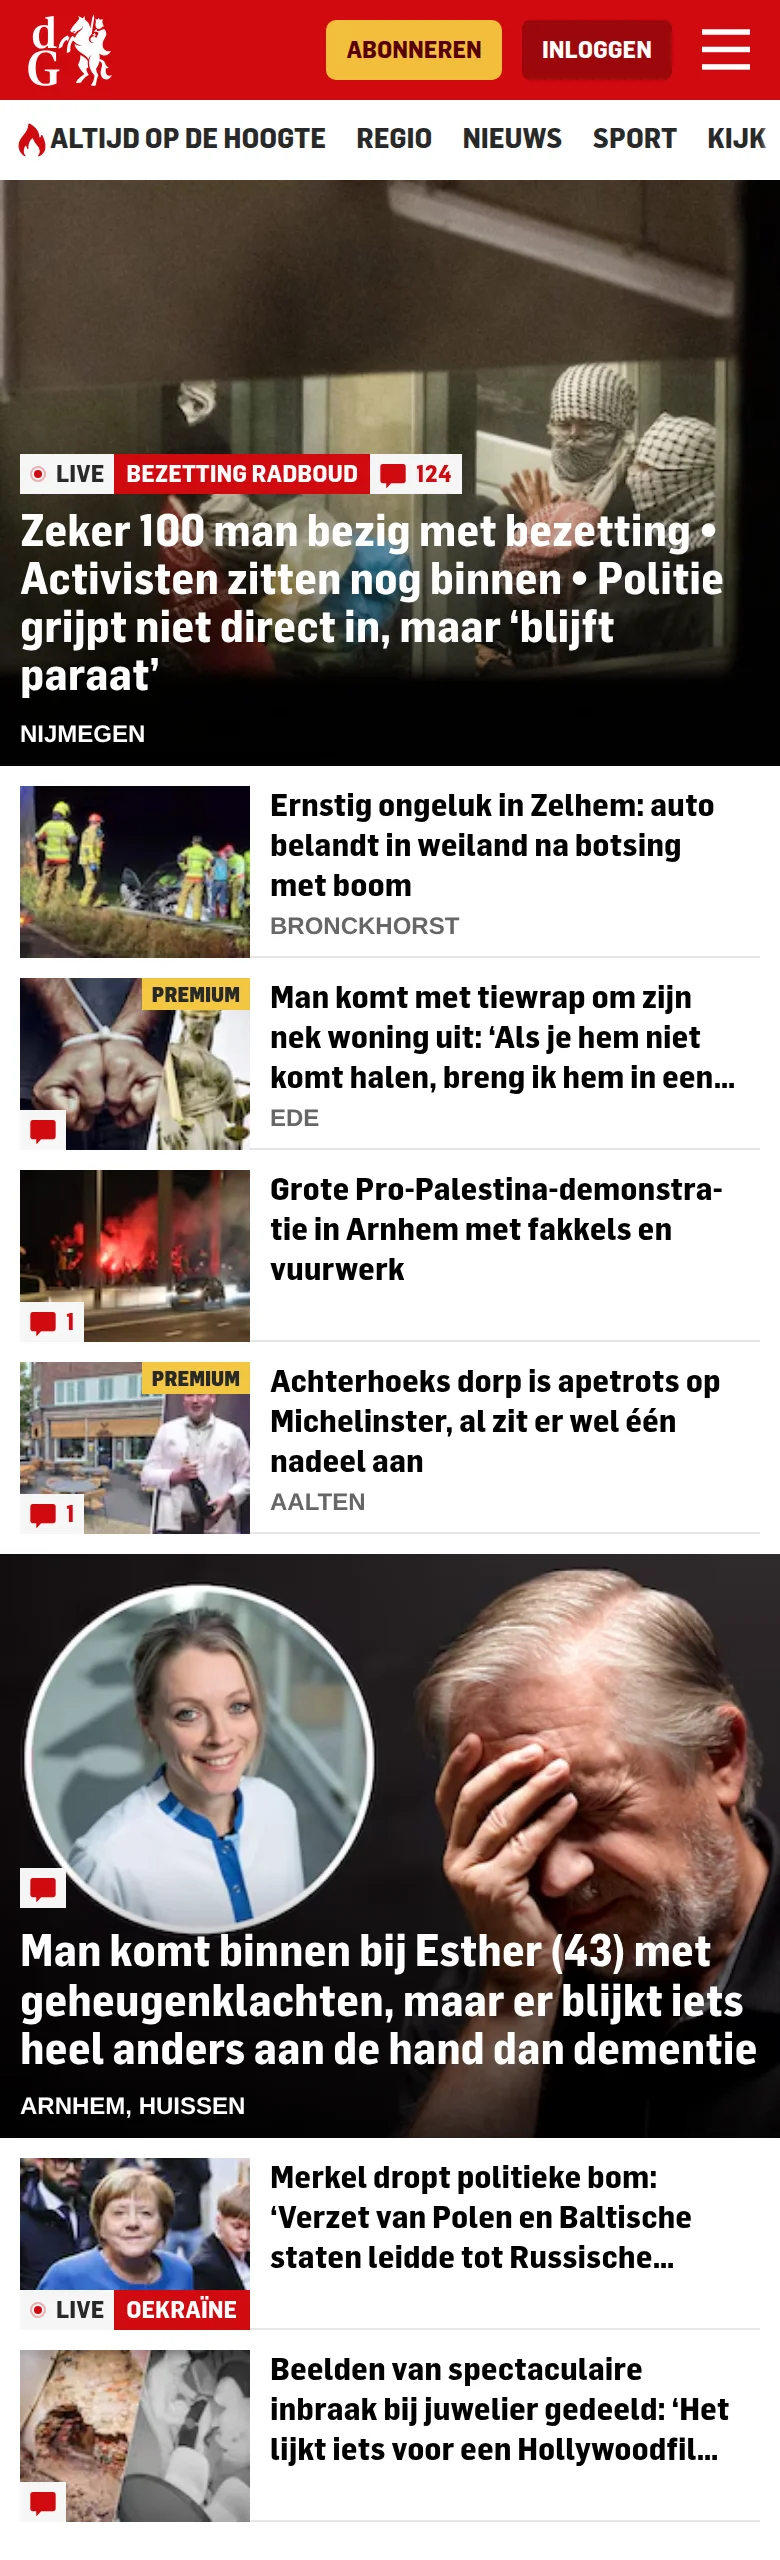 dG
ABONNEREN
INLOGGEN
ALTIJD OP DE HOOGTE
REGIO
NIEUWS
SPORT
KIJK
LIVE
BEZETTING RADBOUD
124
Zeker 100 man bezig met bezetting •
Activisten zitten nog binnen • Politie
grijpt niet direct in, maar ‘blijft
paraat’
NIJMEGEN
Ernstig ongeluk in Zelhem: auto
belandt in weiland na botsing
met boom
BRONCKHORST
PREMIUM
Man komt met tiewrap om zijn
nek woning uit: ‘Als je hem niet
komt halen, breng ik hem in een...
EDE
Grote Pro-Palestina-demonstra-
tie in Arnhem met fakkels en
vuurwerk
1
PREMIUM
Achterhoeks dorp is apetrots op
Michelinster, al zit er wel één
nadeel aan
AALTEN
1
Man komt binnen bij Esther (43) met
geheugenklachten, maar er blijkt iets
heel anders aan de hand dan dementie
ARNHEM, HUISSEN
Merkel dropt politieke bom:
‘Verzet van Polen en Baltische
staten leidde tot Russische...
LIVE
OEKRAÏNE
Beelden van spectaculaire
inbraak bij juwelier gedeeld: ‘Het
lijkt iets voor een Hollywoodfil...